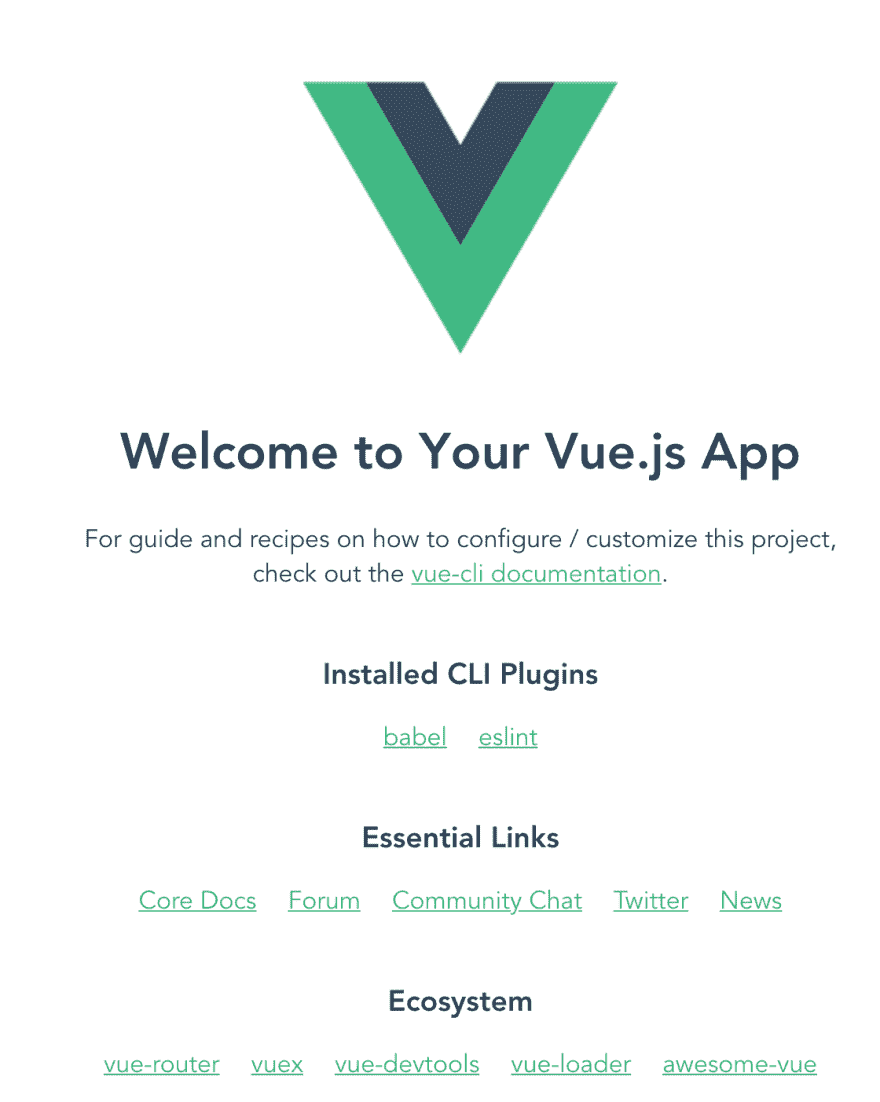 Welcome to Your Vue.js App
For guide and recipes on how to configure / customize this project,
check out the vue-cli documentation.
Installed CLI Plugins
babel eslint
Essential Links
Core Docs Forum Community Chat Twitter News
Ecosystem
vue-router vuex vue-devtools vue-loader awesome-vue